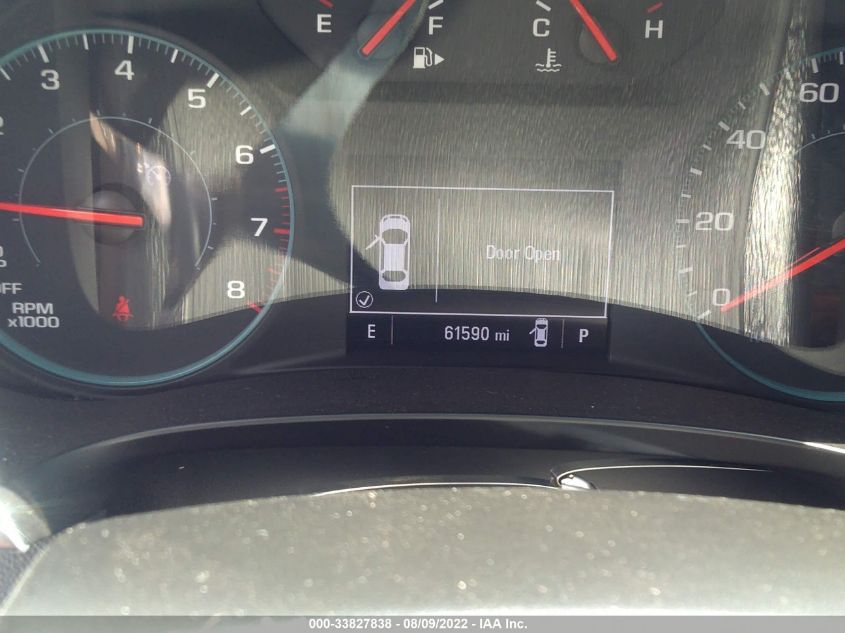 E F C H
3 4 5 6 7 8
OFF
RPM
x1000
Door Open
E 61590 mi P
0 20 40 60
000-33827838 - 08/09/2022 - IAA Inc.